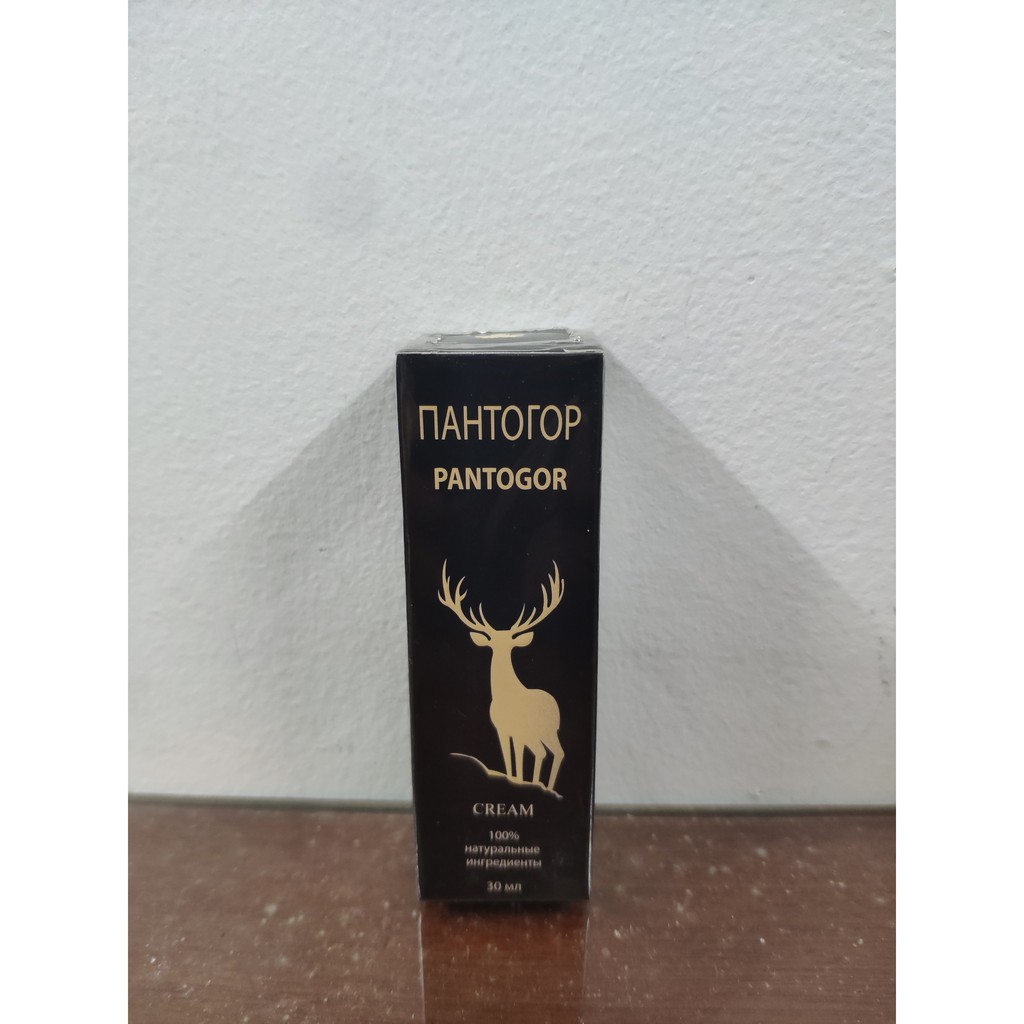 ПАНТОГОР
PANTOGOR
CREAM
100%
натуральные
ингредиенты
30 мл